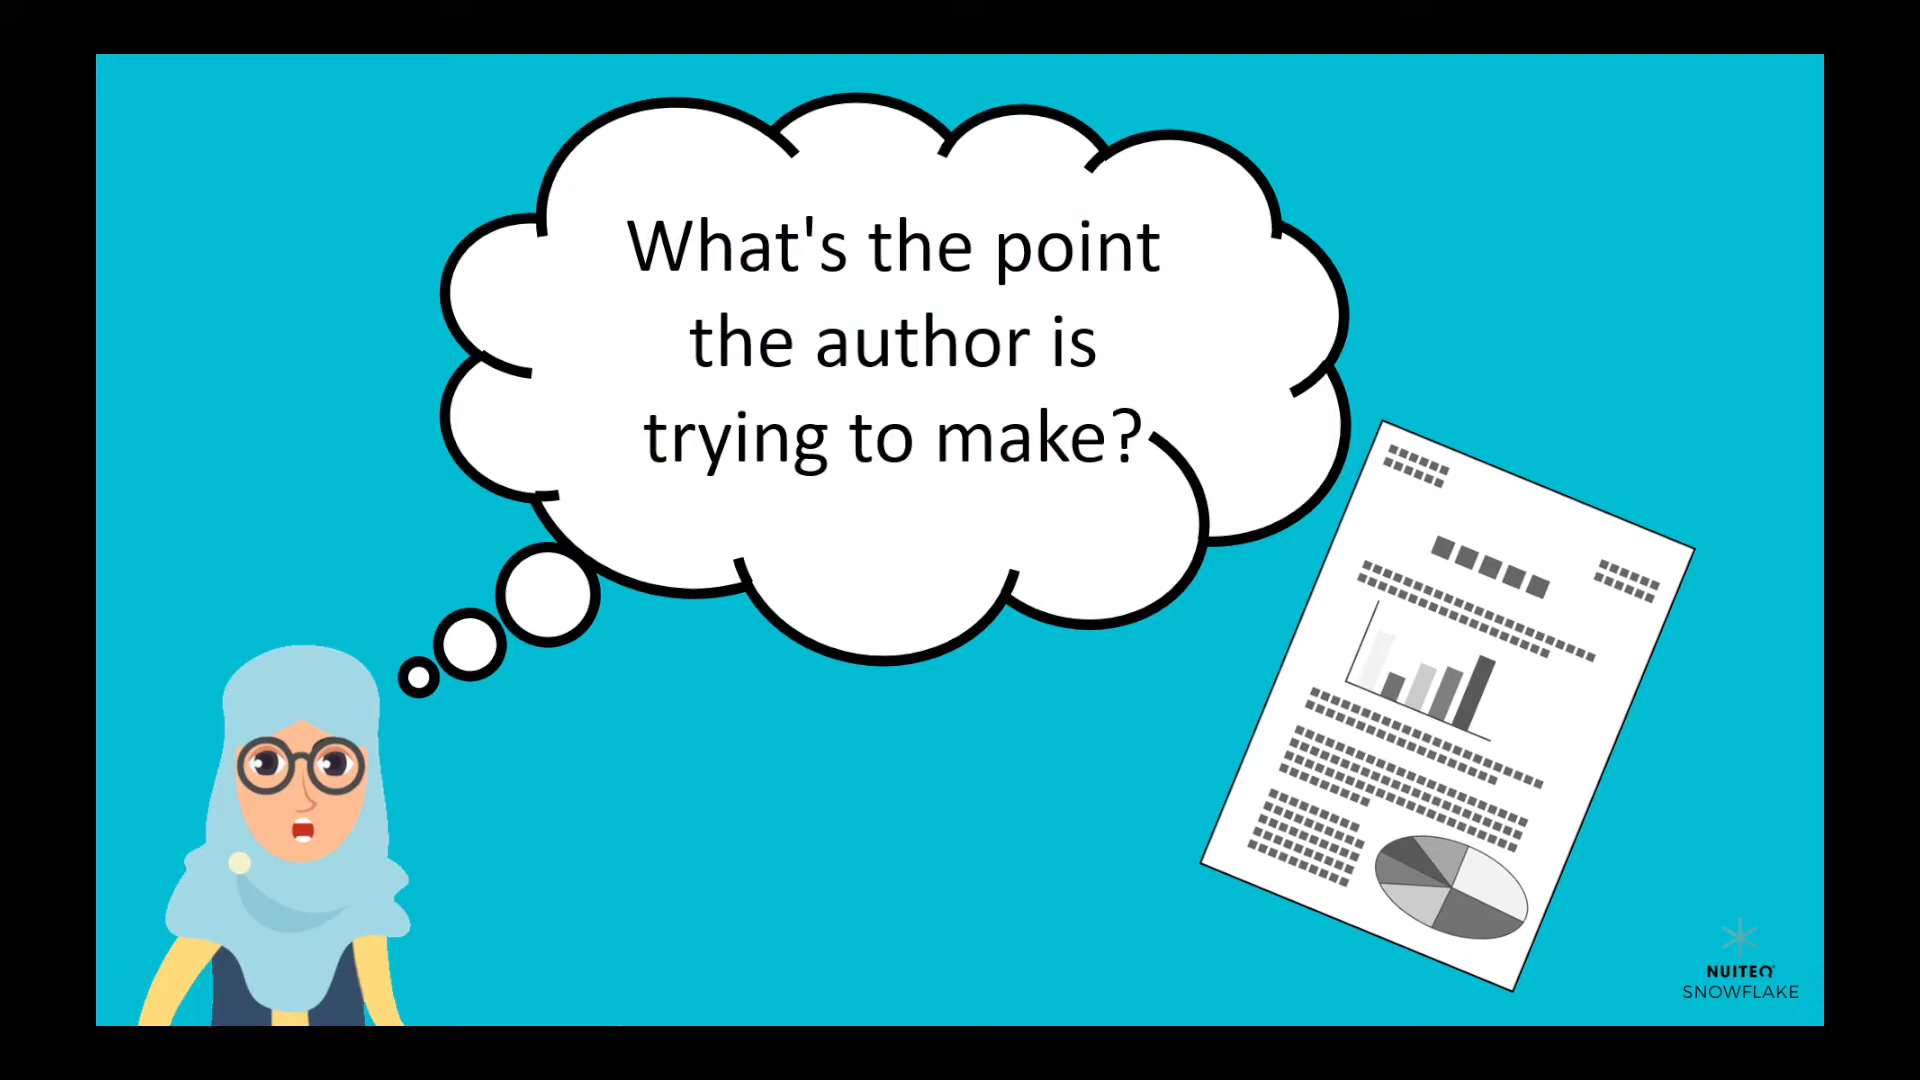 What's the point
the author is
trying to make?
NUITEQ
SNOWFLAKE